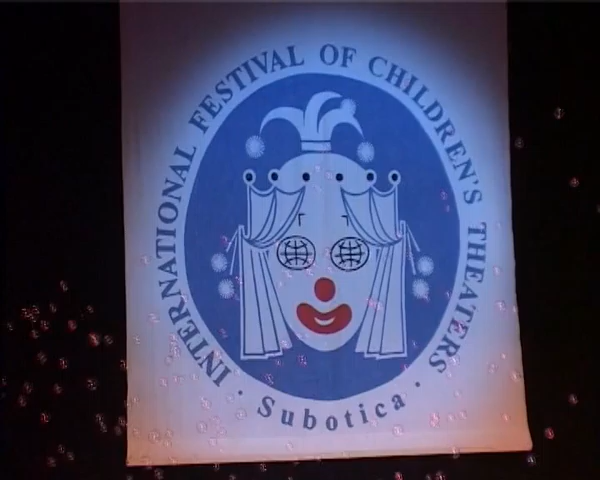 INTERNATIONAL FESTIVAL OF CHILDREN'S THEATERS
· Subotica ·